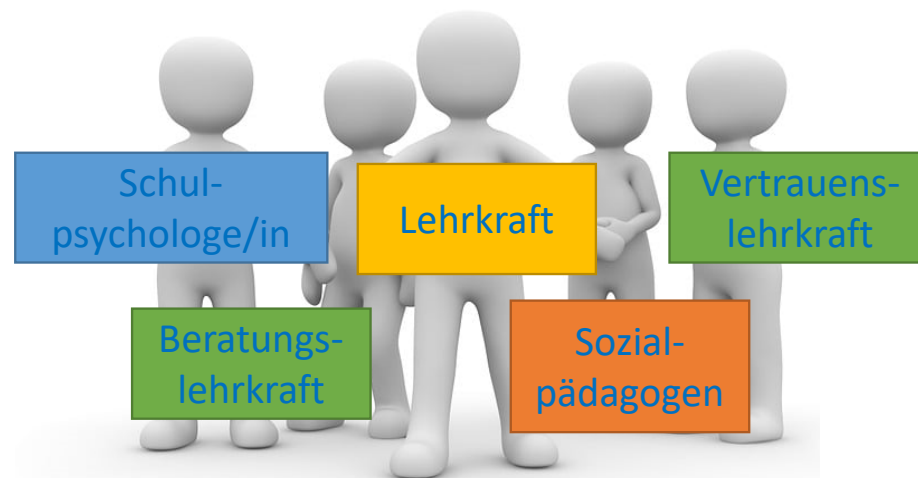 Schul-
psychologe/in
Lehrkraft
Vertrauens-
lehrkraft
Beratungs-
lehrkraft
Sozial-
pädagogen